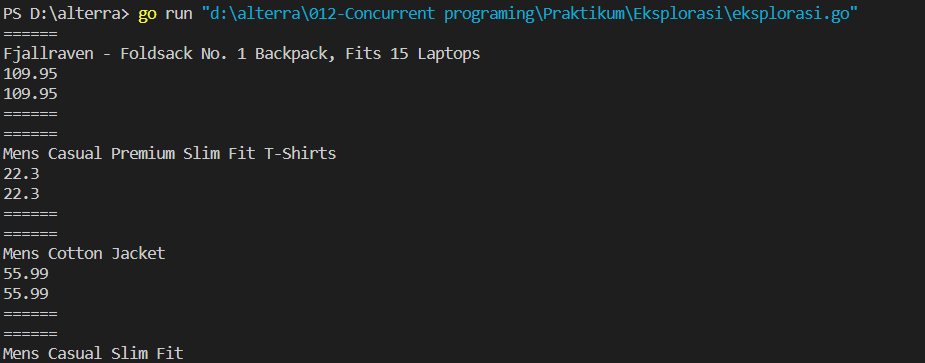 PS D:\alterra> go run "d:\alterra\012-Concurrent programing\Praktikum\Eksplorasi\eksplorasi.go"
======
Fjallraven - Foldsack No. 1 Backpack, Fits 15 Laptops
109.95
109.95
======
======
Mens Casual Premium Slim Fit T-Shirts
22.3
22.3
======
======
Mens Cotton Jacket
55.99
55.99
======
======
Mens Casual Slim Fit